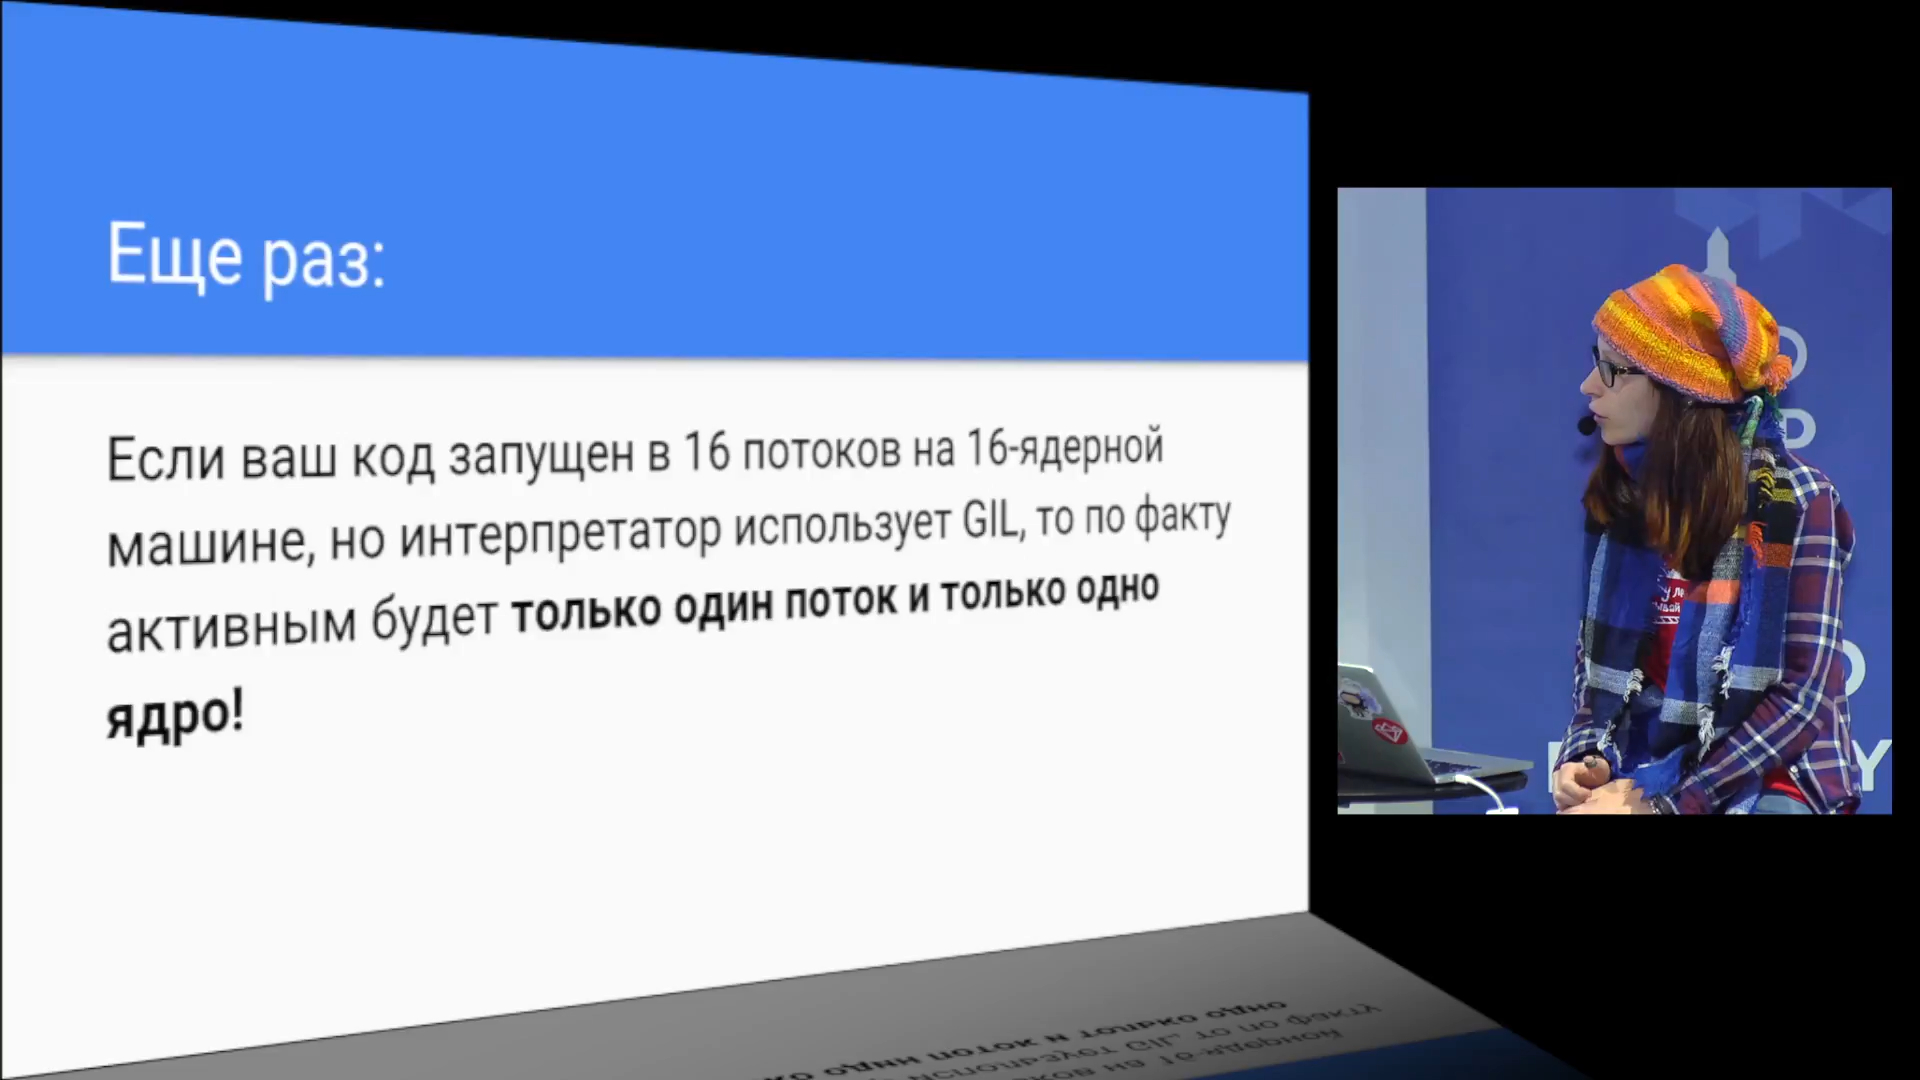 Еще раз:
Если ваш код запущен в 16 потоков на 16-ядерной
машине, но интерпретатор использует GIL, то по факту
активным будет только один поток и только одно
ядро!